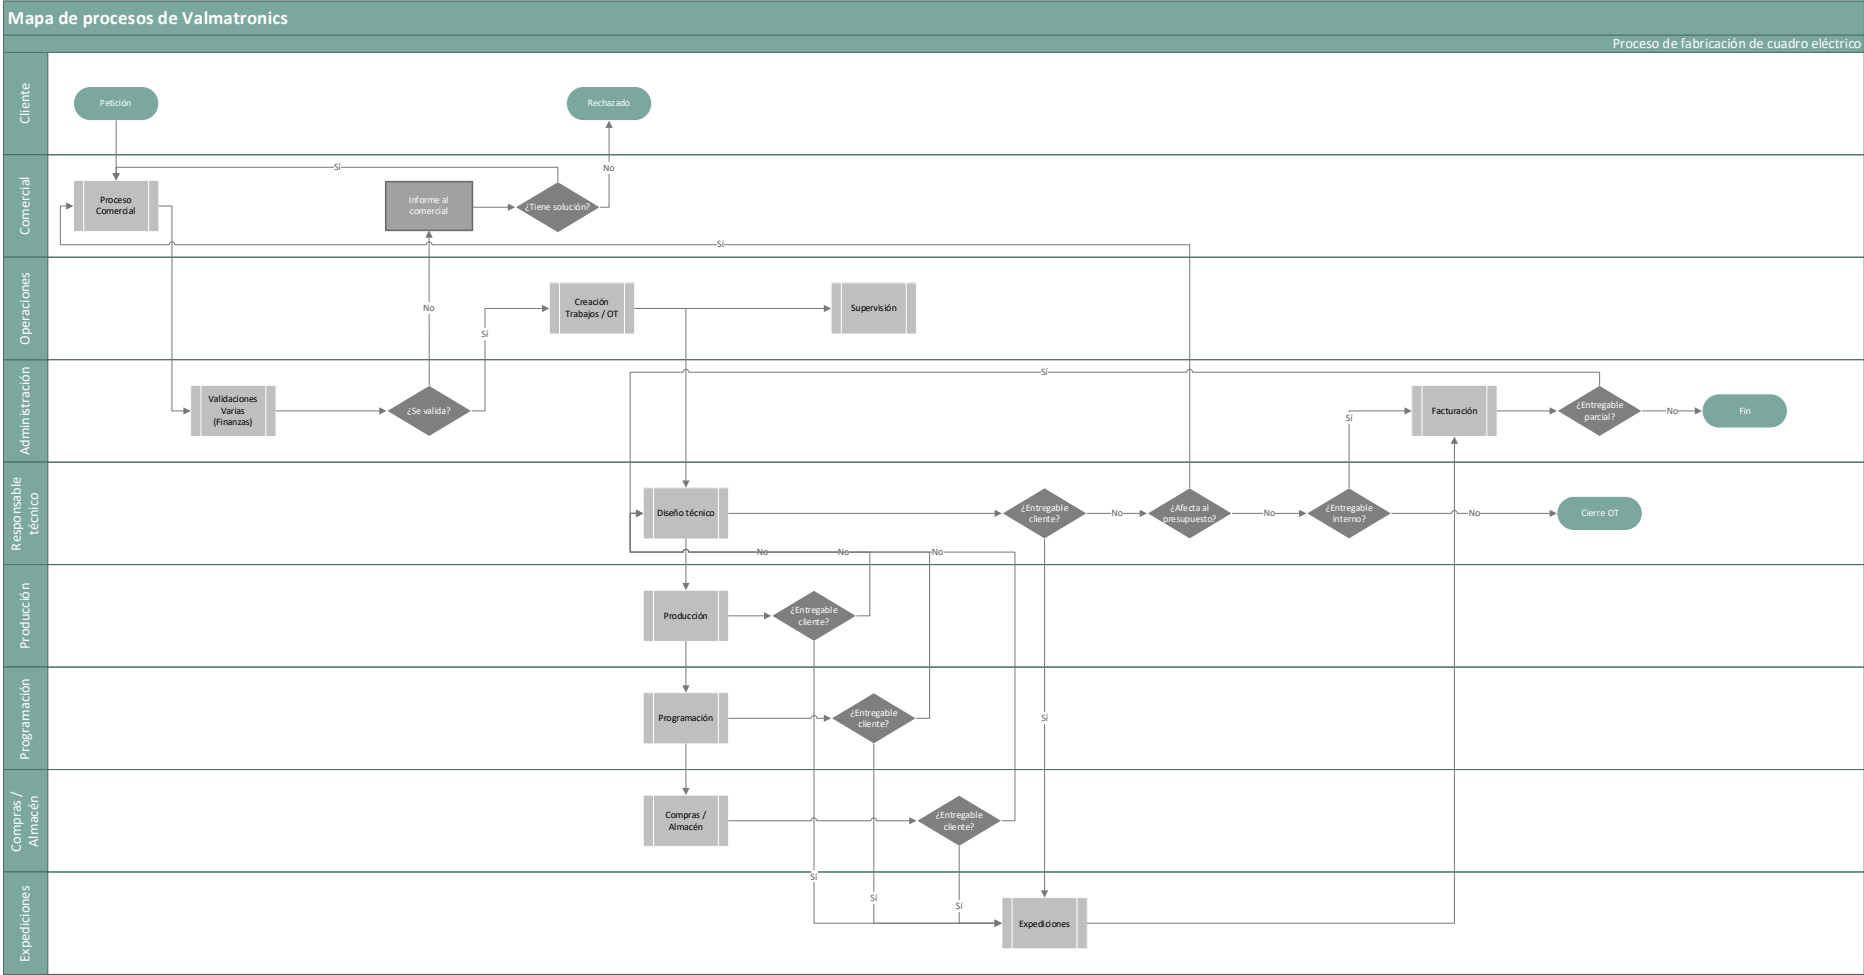 Mapa de procesos de Valmatronics
Proceso de fabricación de cuadro eléctrico
Cliente
Petición
Rechazado
Comercial
Sí
No
Proceso
Comercial
Informe al
comercial
¿Tiene solución?
Sí
Operaciones
No
Sí
Creación
Trabajos / OT
Supervisión
Administración
Sí
Validaciones
Varias
(Finanzas)
¿Se valida?
Sí
Facturación
¿Entregable
parcial?
No
Fin
Responsable
técnico
Diseño técnico
¿Entregable
cliente?
No
¿Afecta al
presupuesto?
No
¿Entregable
interno?
No
Cierre OT
No
No
No
Producción
Producción
¿Entregable
cliente?
Programación
Programación
¿Entregable
cliente?
Sí
Compras /
Almacén
Compras /
Almacén
¿Entregable
cliente?
Expediciones
Sí
Sí
Sí
Expediciones